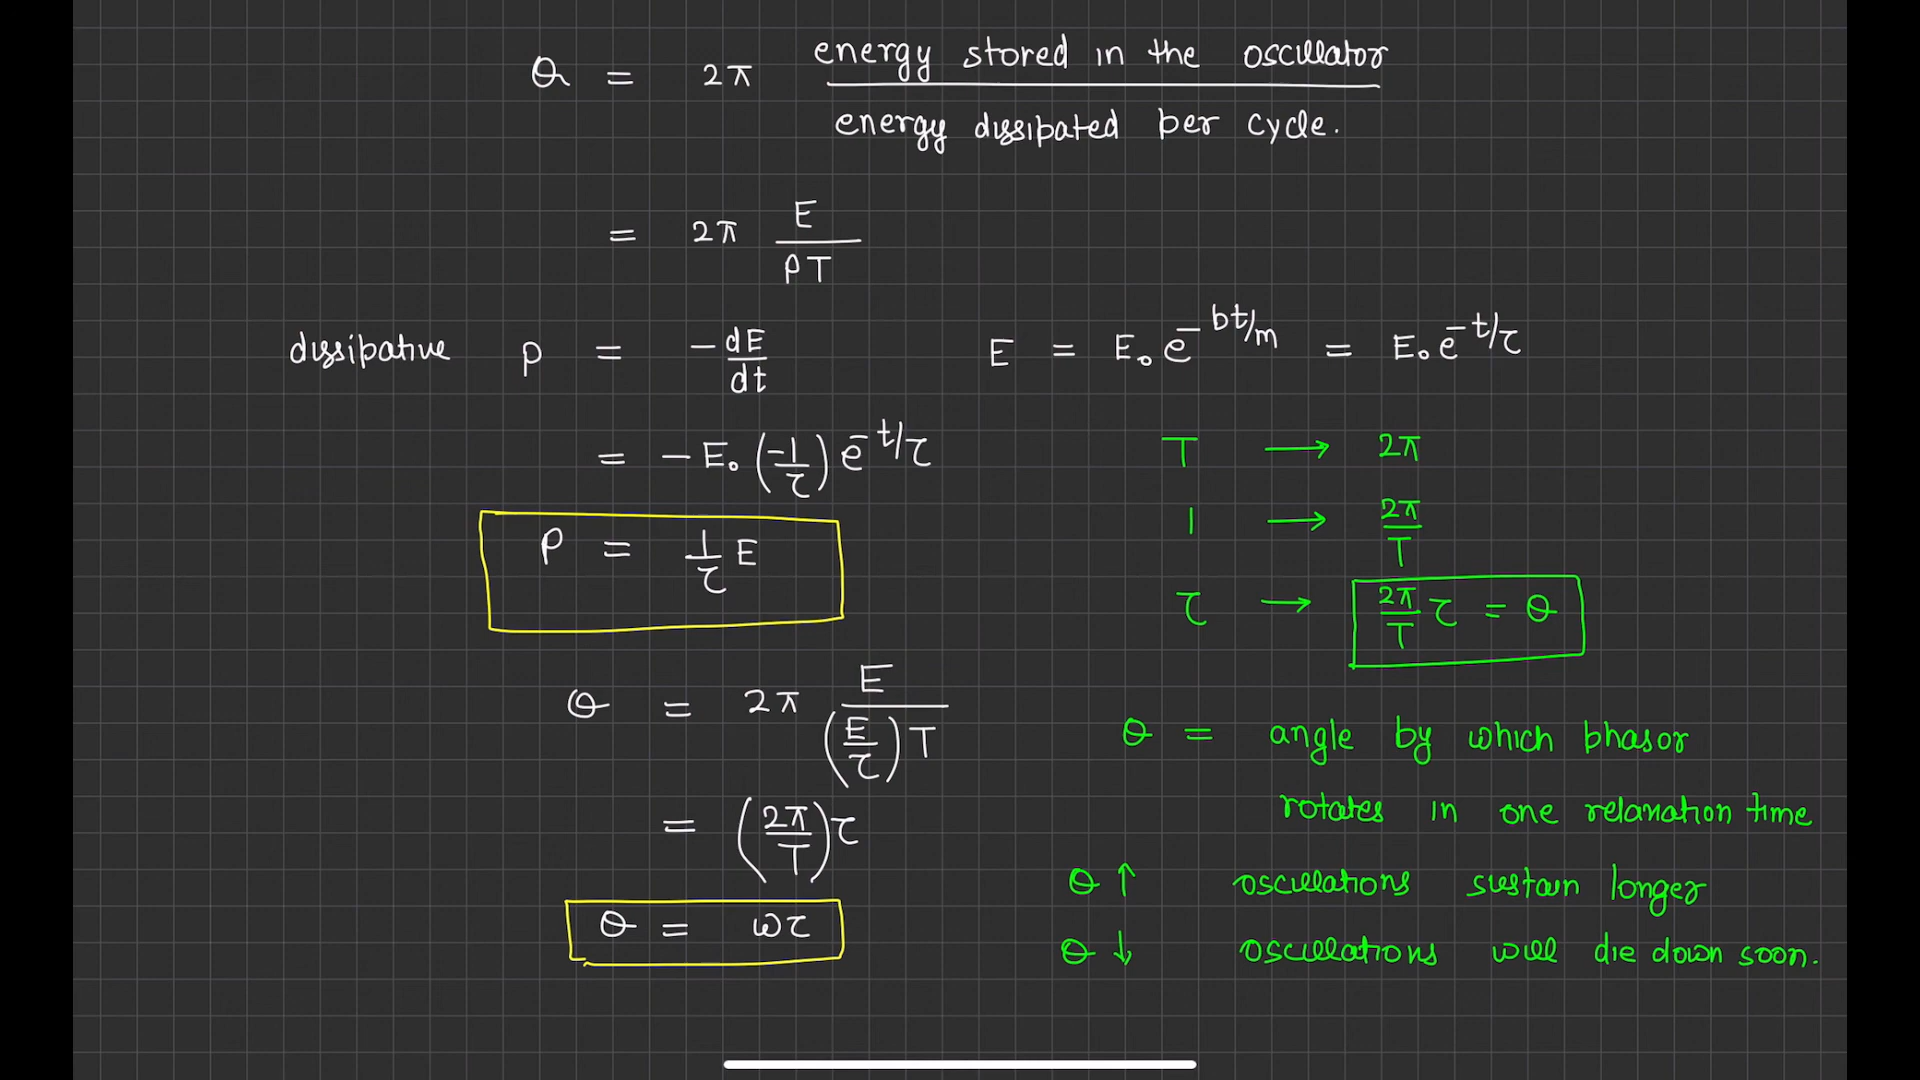 Q = 2π energy stored in the oscillator / energy dissipated per cycle.
= 2π E / PT
dissipative P = -dE/dt
E = E₀ e^(-bt/m) = E₀ e^(-t/τ)
= -E₀ (-1/τ) e^(-t/τ)
P = 1/τ E
Q = 2π E / (E/τ) T
= (2π/T) τ
Q = ωτ
T → 2π
1 → 2π/T
τ → 2π/T τ = Q
Q = angle by which phasor
rotates in one relaxation time
Q ↑ oscillations sustain longer
Q ↓ oscillations will die down soon.